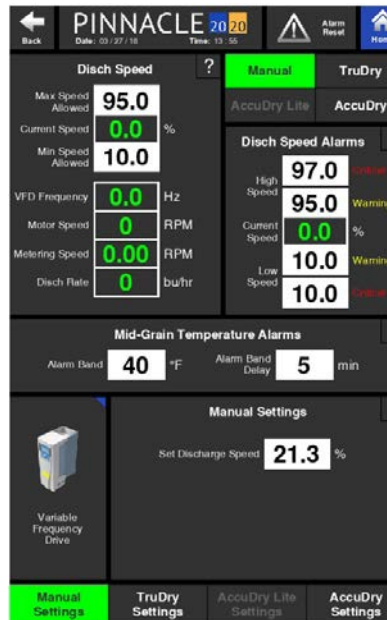 Back
PINNACLE 20 20
Date: 03 / 27 / 18 Time: 13 : 55
Alarm Reset
Disch Speed ?
Max Speed Allowed 95.0
Current Speed 0.0 %
Min Speed Allowed 10.0
VFD Frequency 0.0 Hz
Motor Speed 0 RPM
Metering Speed 0.00 RPM
Disch Rate 0 bu/hr
Manual TruDry
AccuDry Lite AccuDry
Disch Speed Alarms
High Speed 97.0
95.0
Current Speed 0.0 %
Low Speed 10.0
10.0
Mid-Grain Temperature Alarms
Alarm Band 40 °F Alarm Band Delay 5 min
Manual Settings
Set Discharge Speed 21.3 %
Variable Frequency Drive
Manual Settings TruDry Settings AccuDry Lite Settings AccuDry Settings